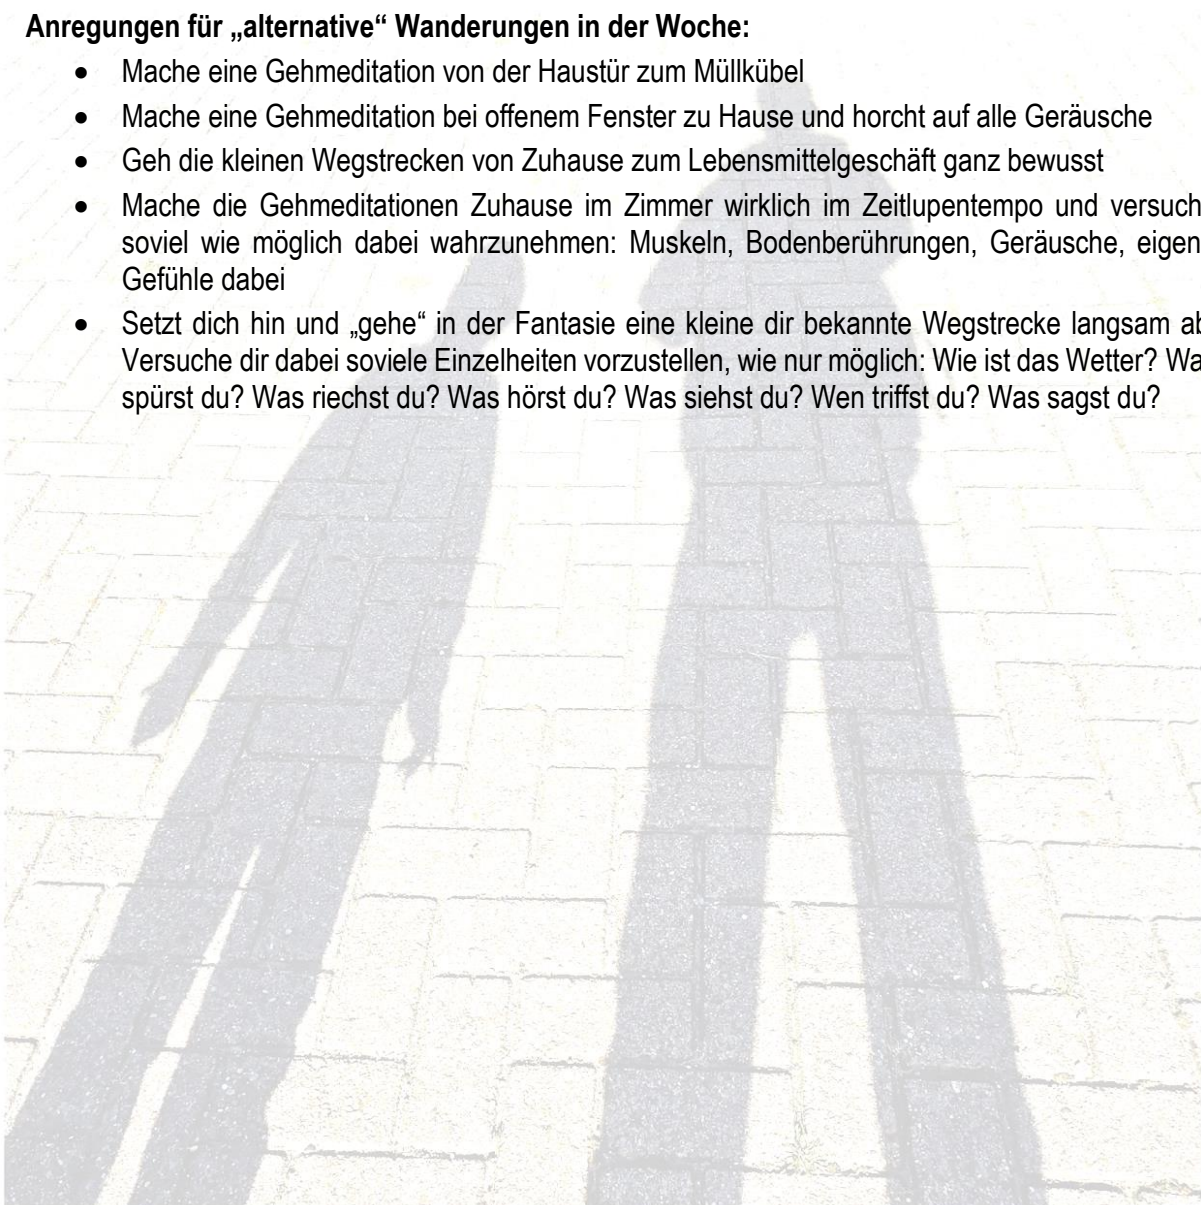 Anregungen für „alternative“ Wanderungen in der Woche:
• Mache eine Gehmeditation von der Haustür zum Müllkübel
• Mache eine Gehmeditation bei offenem Fenster zu Hause und horcht auf alle Geräusche
• Geh die kleinen Wegstrecken von Zuhause zum Lebensmittelgeschäft ganz bewusst
• Mache die Gehmeditationen Zuhause im Zimmer wirklich im Zeitlupentempo und versuch
soviel wie möglich dabei wahrzunehmen: Muskeln, Bodenberührungen, Geräusche, eigen
Gefühle dabei
• Setzt dich hin und „gehe“ in der Fantasie eine kleine dir bekannte Wegstrecke langsam ab
Versuche dir dabei soviele Einzelheiten vorzustellen, wie nur möglich: Wie ist das Wetter? Wa
spürst du? Was riechst du? Was hörst du? Was siehst du? Wen triffst du? Was sagst du?